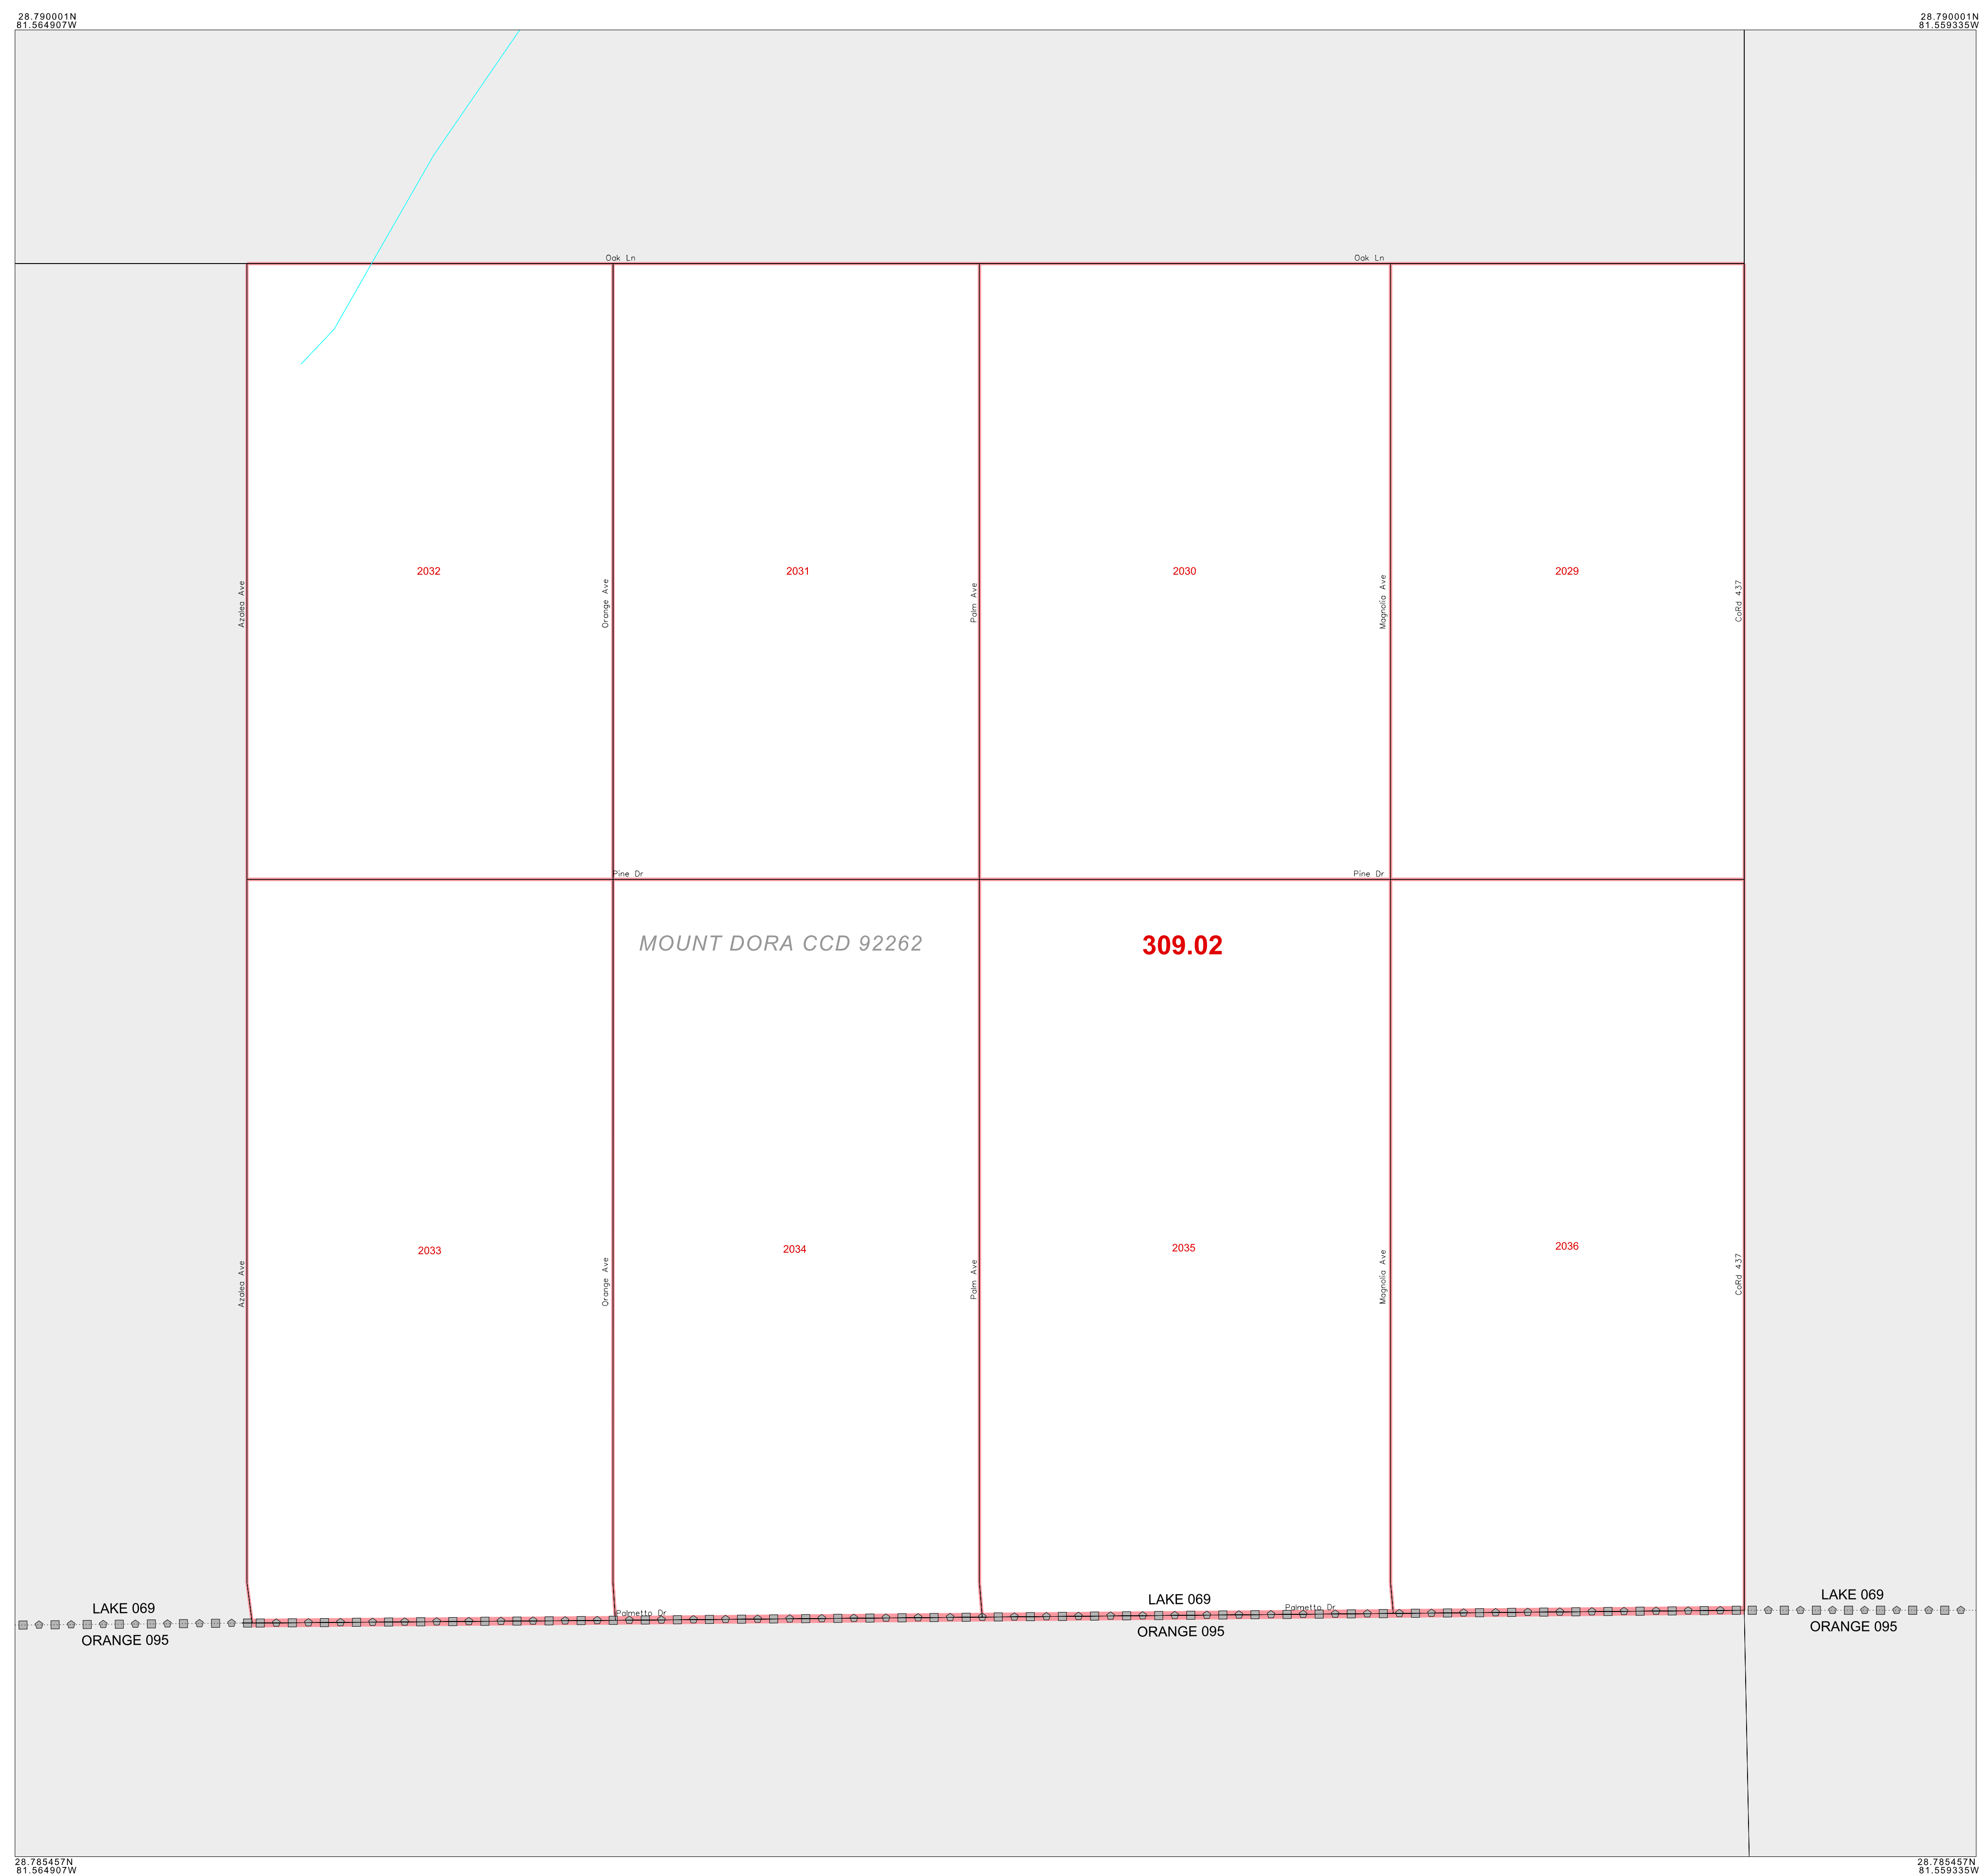 28.790001N
81.564907W
28.790001N
81.559335W
Oak Ln
Oak Ln
2032
2031
2030
2029
Azalea Ave
Orange Ave
Palm Ave
Magnolia Ave
CoRd 437
Pine Dr
Pine Dr
MOUNT DORA CCD 92262
309.02
2033
2034
2035
2036
Azalea Ave
Orange Ave
Palm Ave
Magnolia Ave
CoRd 437
LAKE 069
ORANGE 095
Palmetto Dr
LAKE 069
ORANGE 095
Palmetto Dr
LAKE 069
ORANGE 095
28.785457N
81.564907W
28.785457N
81.559335W